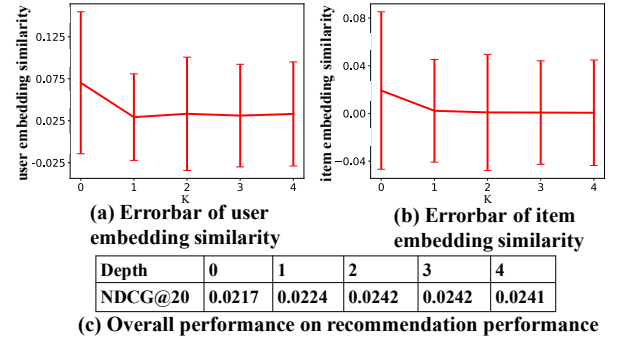 user embedding similarity
0.125
0.075
0.025
-0.025
0 1 2 3 4
K
(a) Errorbar of user
embedding similarity
item embedding similarity
0.08
0.04
0.00
-0.04
0 1 2 3 4
K
(b) Errorbar of item
embedding similarity
Depth 0 1 2 3 4
NDCG@20 0.0217 0.0224 0.0242 0.0242 0.0241
(c) Overall performance on recommendation performance